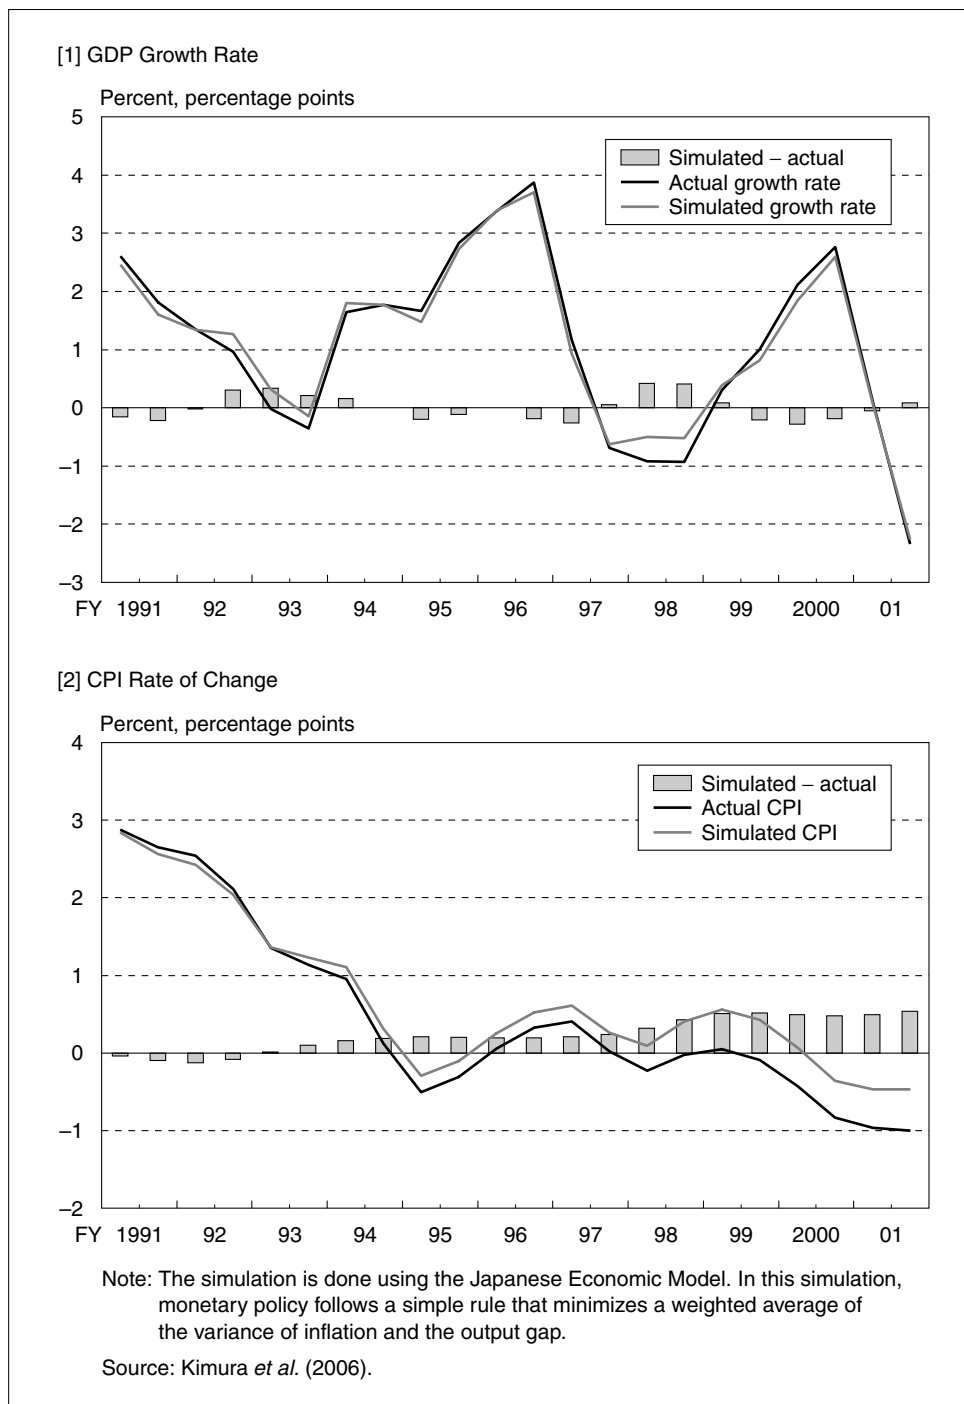 [1] GDP Growth Rate
Percent, percentage points
5
4
3
2
1
0
–1
–2
–3
Simulated – actual
Actual growth rate
Simulated growth rate
FY 1991 92 93 94 95 96 97 98 99 2000 01
[2] CPI Rate of Change
Percent, percentage points
4
3
2
1
0
–1
–2
Simulated – actual
Actual CPI
Simulated CPI
FY 1991 92 93 94 95 96 97 98 99 2000 01
Note: The simulation is done using the Japanese Economic Model. In this simulation,
monetary policy follows a simple rule that minimizes a weighted average of
the variance of inflation and the output gap.
Source: Kimura et al. (2006).